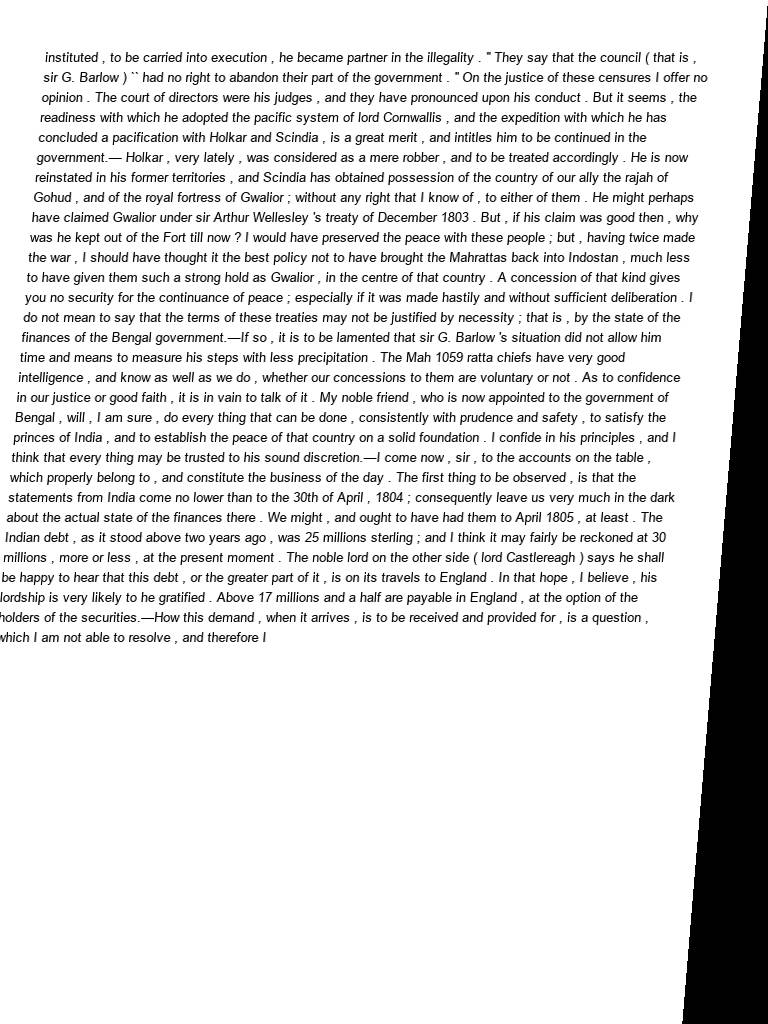 instituted , to be carried into execution , he became partner in the illegality . " They say that the council ( that is ,
sir G. Barlow ) `` had no right to abandon their part of the government . " On the justice of these censures I offer no
opinion . The court of directors were his judges , and they have pronounced upon his conduct . But it seems , the
readiness with which he adopted the pacific system of lord Cornwallis , and the expedition with which he has
concluded a pacification with Holkar and Scindia , is a great merit , and intitles him to be continued in the
government.— Holkar , very lately , was considered as a mere robber , and to be treated accordingly . He is now
reinstated in his former territories , and Scindia has obtained possession of the country of our ally the rajah of
Gohud , and of the royal fortress of Gwalior ; without any right that I know of , to either of them . He might perhaps
have claimed Gwalior under sir Arthur Wellesley 's treaty of December 1803 . But , if his claim was good then , why
was he kept out of the Fort till now ? I would have preserved the peace with these people ; but , having twice made
the war , I should have thought it the best policy not to have brought the Mahrattas back into Indostan , much less
to have given them such a strong hold as Gwalior , in the centre of that country . A concession of that kind gives
you no security for the continuance of peace ; especially if it was made hastily and without sufficient deliberation . I
do not mean to say that the terms of these treaties may not be justified by necessity ; that is , by the state of the
finances of the Bengal government.—If so , it is to be lamented that sir G. Barlow 's situation did not allow him
time and means to measure his steps with less precipitation . The Mah 1059 ratta chiefs have very good
intelligence , and know as well as we do , whether our concessions to them are voluntary or not . As to confidence
in our justice or good faith , it is in vain to talk of it . My noble friend , who is now appointed to the government of
Bengal , will , I am sure , do every thing that can be done , consistently with prudence and safety , to satisfy the
princes of India , and to establish the peace of that country on a solid foundation . I confide in his principles , and I
think that every thing may be trusted to his sound discretion.—I come now , sir , to the accounts on the table ,
which properly belong to , and constitute the business of the day . The first thing to be observed , is that the
statements from India come no lower than to the 30th of April , 1804 ; consequently leave us very much in the dark
about the actual state of the finances there . We might , and ought to have had them to April 1805 , at least . The
Indian debt , as it stood above two years ago , was 25 millions sterling ; and I think it may fairly be reckoned at 30
millions , more or less , at the present moment . The noble lord on the other side ( lord Castlereagh ) says he shall
be happy to hear that this debt , or the greater part of it , is on its travels to England . In that hope , I believe , his
lordship is very likely to he gratified . Above 17 millions and a half are payable in England , at the option of the
holders of the securities.—How this demand , when it arrives , is to be received and provided for , is a question ,
which I am not able to resolve , and therefore I